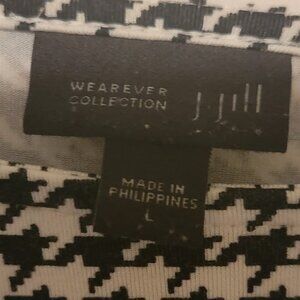 WEAREVER
COLLECTION
J.Jill
MADE IN
PHILIPPINES
L